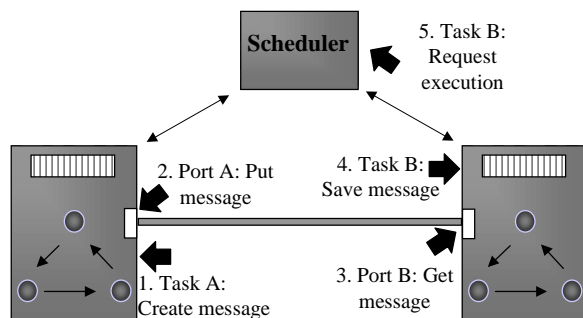 Scheduler
5. Task B:
Request
execution
2. Port A: Put
message
4. Task B:
Save message
1. Task A:
Create message
3. Port B: Get
message